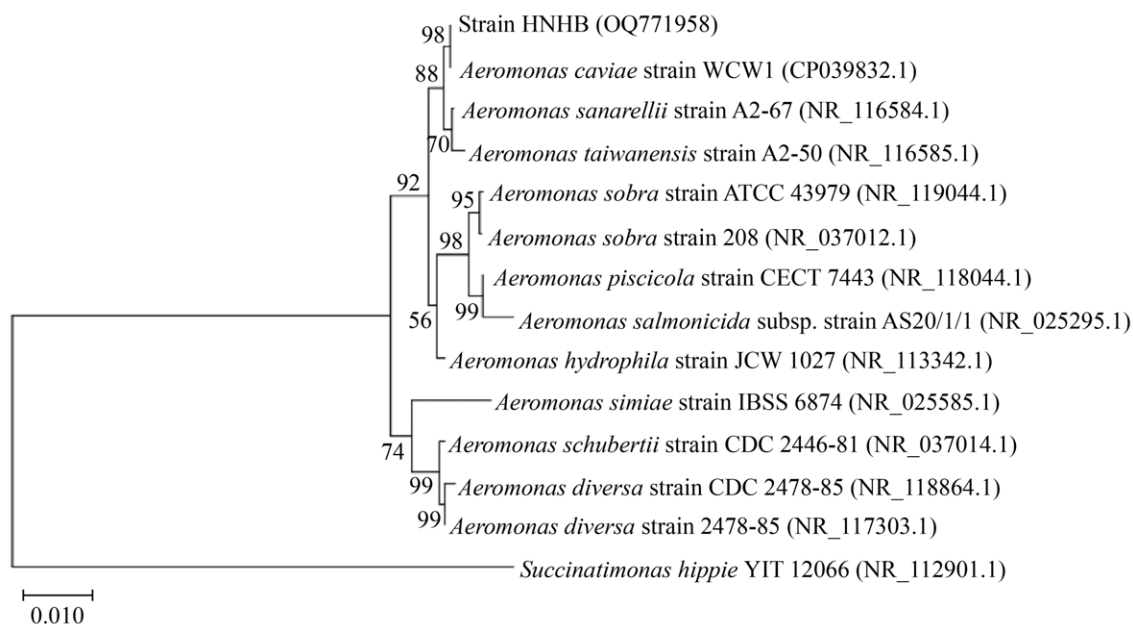 Strain HNHB (OQ771958)
98
Aeromonas caviae strain WCW1 (CP039832.1)
88
Aeromonas sanarellii strain A2-67 (NR_116584.1)
70
Aeromonas taiwanensis strain A2-50 (NR_116585.1)
92
Aeromonas sobra strain ATCC 43979 (NR_119044.1)
95
Aeromonas sobra strain 208 (NR_037012.1)
98
Aeromonas piscicola strain CECT 7443 (NR_118044.1)
99
56
Aeromonas salmonicida subsp. strain AS20/1/1 (NR_025295.1)
Aeromonas hydrophila strain JCW 1027 (NR_113342.1)
Aeromonas simiae strain IBSS 6874 (NR_025585.1)
74
Aeromonas schubertii strain CDC 2446-81 (NR_037014.1)
99
Aeromonas diversa strain CDC 2478-85 (NR_118864.1)
99
Aeromonas diversa strain 2478-85 (NR_117303.1)
Succinatimonas hippie YIT 12066 (NR_112901.1)
0.010